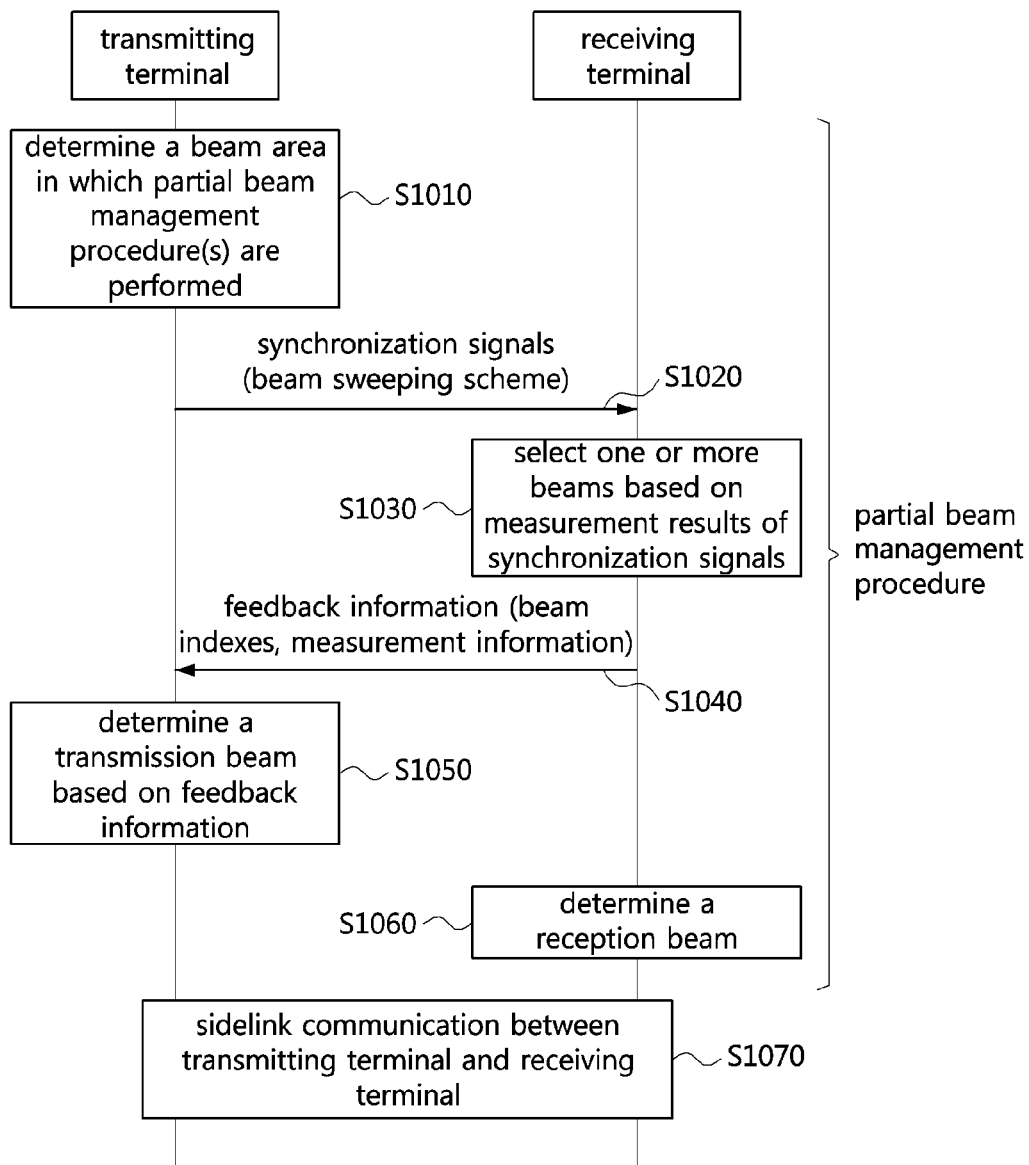 transmitting
terminal
receiving
terminal
determine a beam area
in which partial beam
management
procedure(s) are
performed
S1010
synchronization signals
(beam sweeping scheme)
S1020
select one or more
beams based on
measurement results of
synchronization signals
S1030
partial beam
management
procedure
feedback information (beam
indexes, measurement information)
S1040
determine a
transmission beam
based on feedback
information
S1050
determine a
reception beam
S1060
sidelink communication between
transmitting terminal and receiving
terminal
S1070